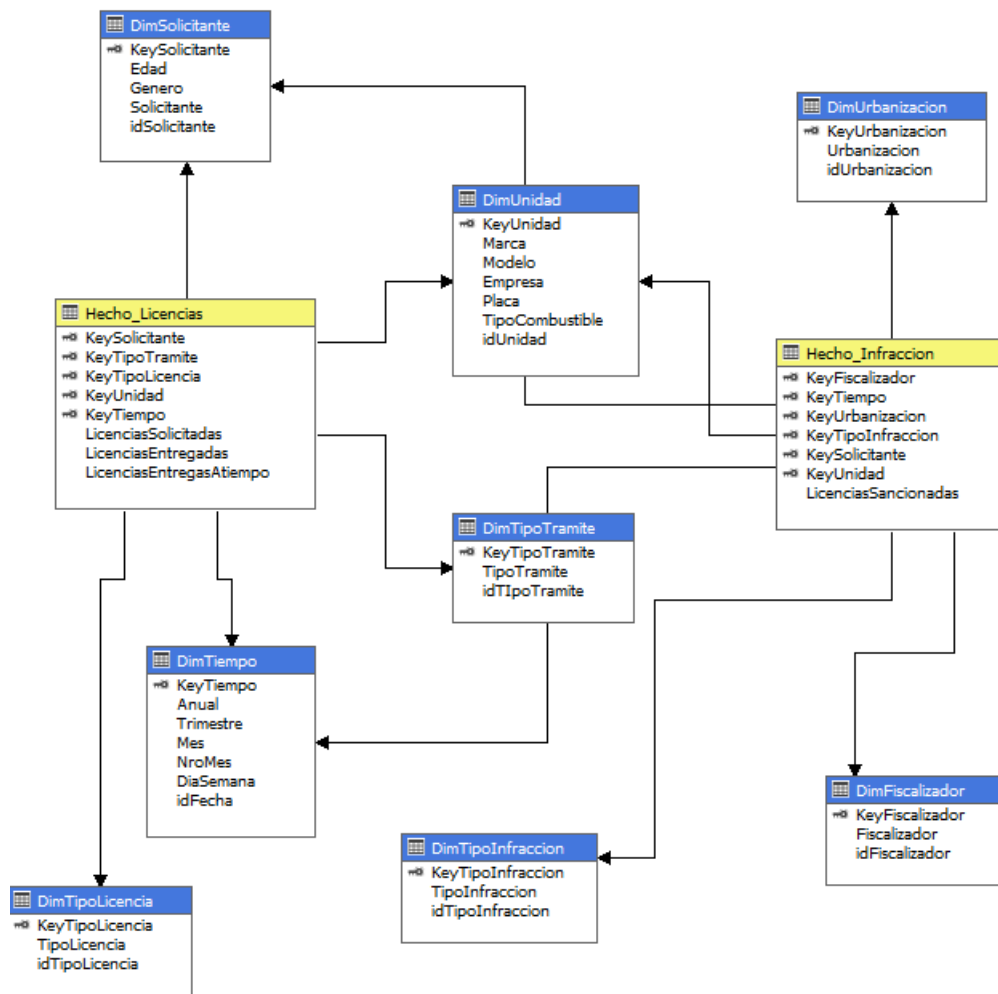 DimSolicitante
KeySolicitante
Edad
Genero
Solicitante
idSolicitante
DimUrbanizacion
KeyUrbanizacion
Urbanizacion
idUrbanizacion
DimUnidad
KeyUnidad
Marca
Modelo
Empresa
Placa
TipoCombustible
idUnidad
Hecho_Licencias
KeySolicitante
KeyTipoTramite
KeyTipoLicencia
KeyUnidad
KeyTiempo
LicenciasSolicitadas
LicenciasEntregadas
LicenciasEntregasAtiempo
Hecho_Infraccion
KeyFiscalizador
KeyTiempo
KeyUrbanizacion
KeyTipoInfraccion
KeySolicitante
KeyUnidad
LicenciasSancionadas
DimTipoTramite
KeyTipoTramite
TipoTramite
idTIpoTramite
DimTiempo
KeyTiempo
Anual
Trimestre
Mes
NroMes
DiaSemana
idFecha
DimFiscalizador
KeyFiscalizador
Fiscalizador
idFiscalizador
DimTipoInfraccion
KeyTipoInfraccion
TipoInfraccion
idTipoInfraccion
DimTipoLicencia
KeyTipoLicencia
TipoLicencia
idTipoLicencia